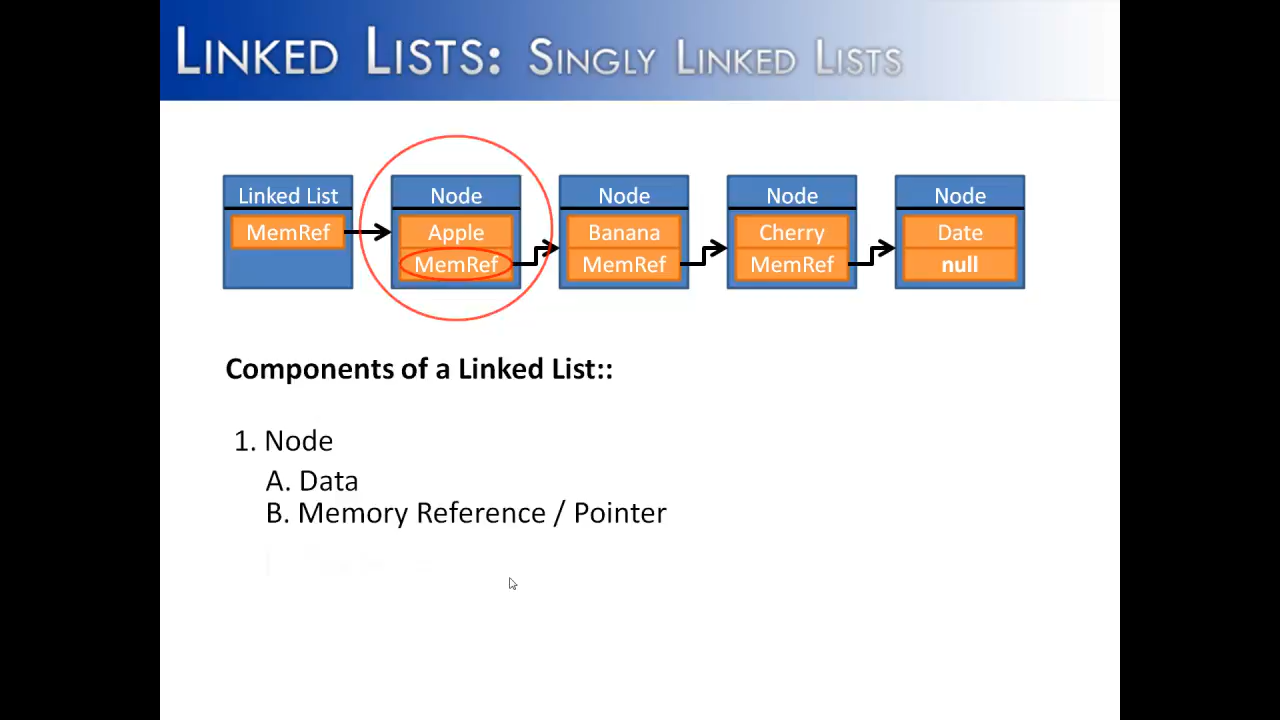 LINKED LISTS: SINGLY LINKED LISTS
Linked List Node Node Node Node
MemRef Apple Banana Cherry Date
MemRef MemRef MemRef null
Components of a Linked List::
1. Node
A. Data
B. Memory Reference / Pointer